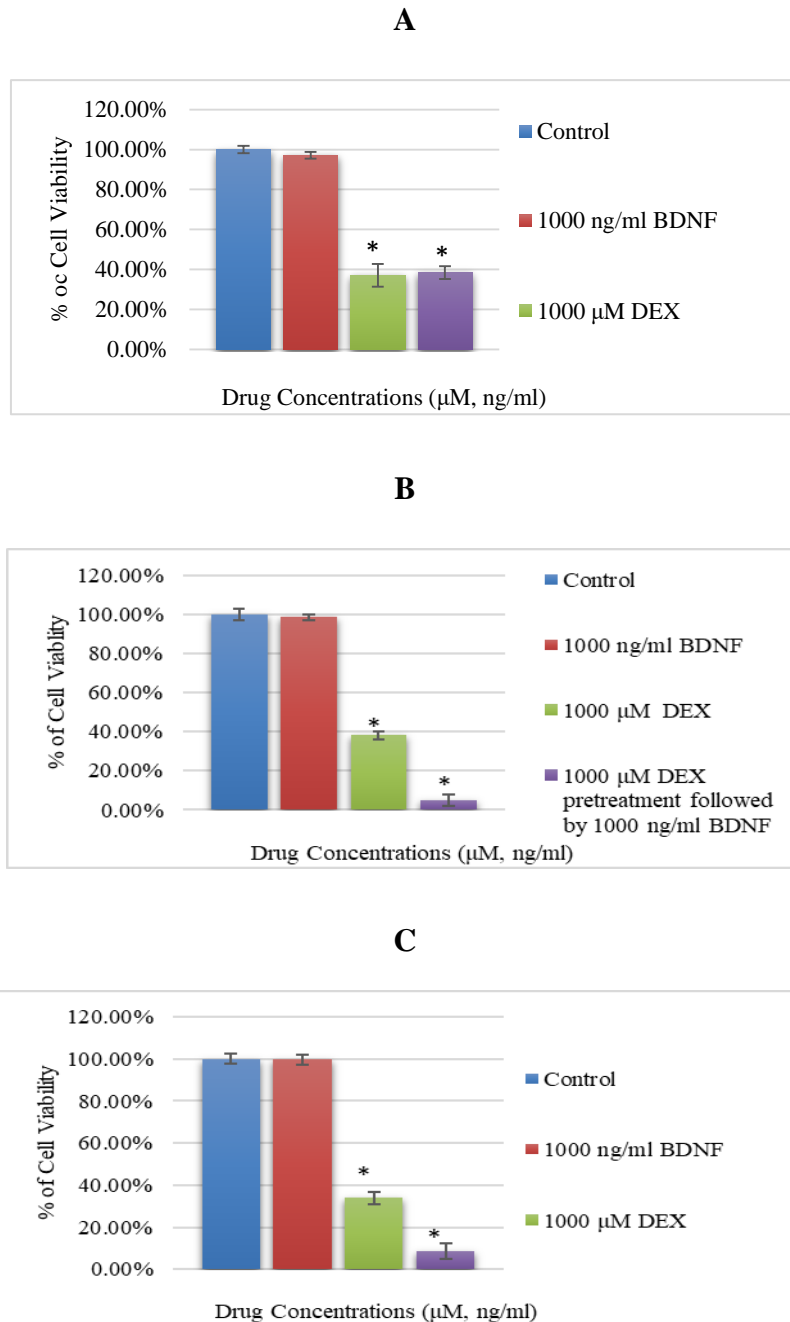 A
120.00%
100.00%
80.00%
60.00%
40.00%
20.00%
0.00%
% oc Cell Viability
* *
Control
1000 ng/ml BDNF
1000 μM DEX
Drug Concentrations (μM, ng/ml)
B
120.00%
100.00%
80.00%
60.00%
40.00%
20.00%
0.00%
% of Cell Viability
*
*
Control
1000 ng/ml BDNF
1000 μM DEX
1000 μM DEX
pretreatment followed
by 1000 ng/ml BDNF
Drug Concentrations (μM, ng/ml)
C
120.00%
100.00%
80.00%
60.00%
40.00%
20.00%
0.00%
% of Cell Viability
*
*
Control
1000 ng/ml BDNF
1000 μM DEX
Drug Concentrations (μM, ng/ml)